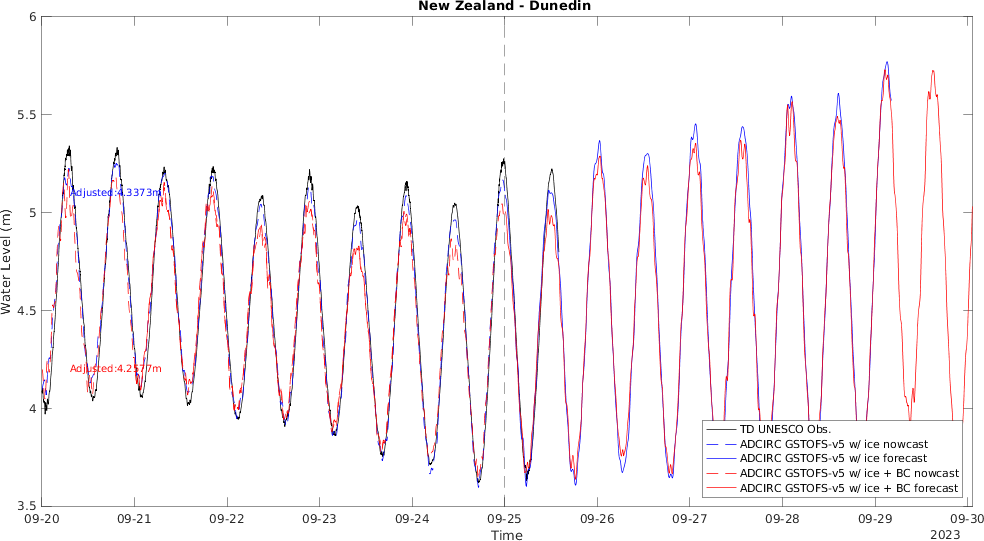 New Zealand - Dunedin
Water Level (m)
6
5.5
5
4.5
4
3.5
Adjusted:4.3373m
Adjusted:4.2577m
TD UNESCO Obs.
ADCIRC GSTOFS-v5 w/ ice nowcast
ADCIRC GSTOFS-v5 w/ ice forecast
ADCIRC GSTOFS-v5 w/ ice + BC nowcast
ADCIRC GSTOFS-v5 w/ ice + BC forecast
09-20 09-21 09-22 09-23 09-24 09-25 09-26 09-27 09-28 09-29 09-30
Time
2023